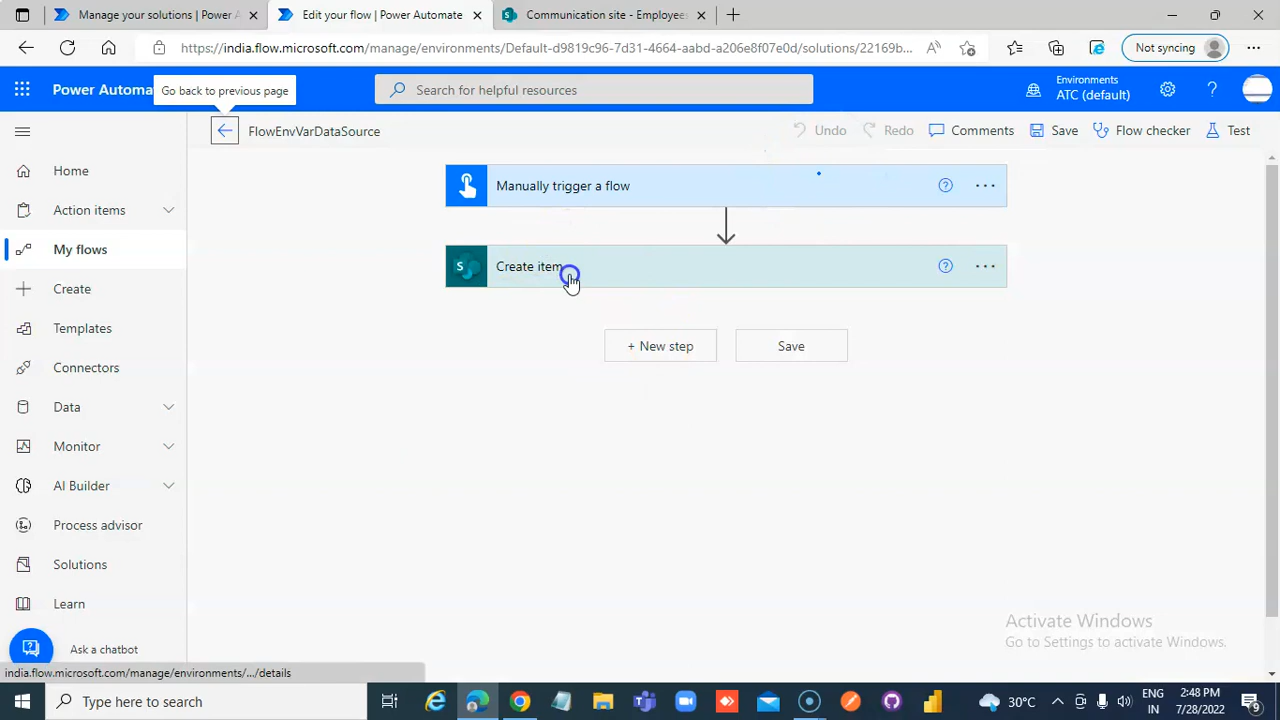 Manage your solutions | Power A
Edit your flow | Power Automate
Communication site - Employees
https://india.flow.microsoft.com/manage/environments/Default-d9819c96-7d31-4664-aabd-a206e8f07e0d/solutions/22169b...
Not syncing
Power Automa
Go back to previous page
Search for helpful resources
Environments
ATC (default)
FlowEnvVarDataSource
Undo
Redo
Comments
Save
Flow checker
Test
Home
Action items
My flows
Create
Templates
Connectors
Data
Monitor
AI Builder
Process advisor
Solutions
Learn
Ask a chatbot
Manually trigger a flow
Create item
+ New step
Save
Activate Windows
Go to Settings to activate Windows.
india.flow.microsoft.com/manage/environments/.../details
Type here to search
30°C
ENG
IN
2:48 PM
7/28/2022
9